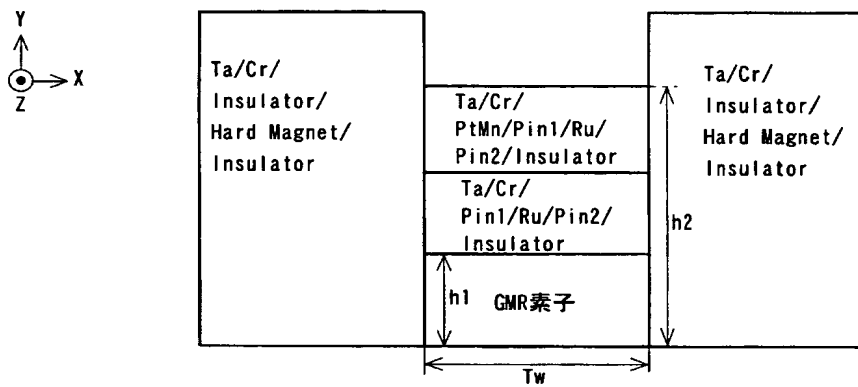 Y
X
Z
Ta/Cr/
Insulator/
Hard Magnet/
Insulator
Ta/Cr/
PtMn/Pin1/Ru/
Pin2/Insulator
Ta/Cr/
Pin1/Ru/Pin2/
Insulator
h1
GMR素子
Tw
h2
Ta/Cr/
Insulator/
Hard Magnet/
Insulator